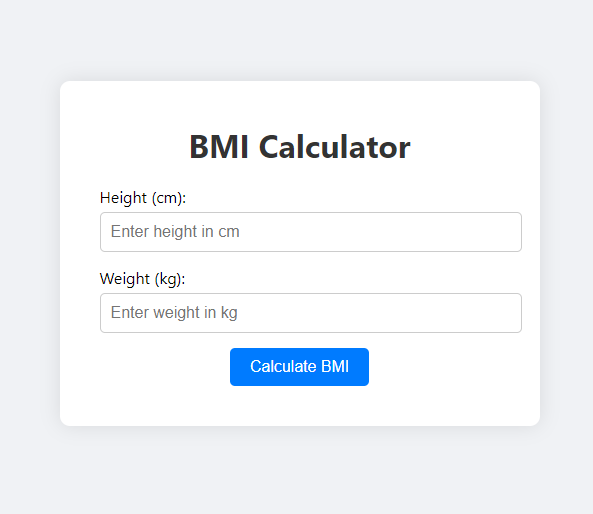 BMI Calculator
Height (cm):
Enter height in cm
Weight (kg):
Enter weight in kg
Calculate BMI